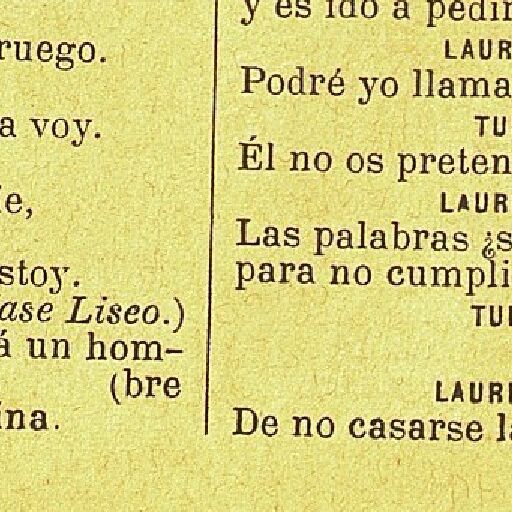 ruego.
a voy.
e,
stoy.
ase Liseo.)
á un hom-
(bre
ina.
y es ido a pedir
LAUR
Podré yo llama
TU
Él no os preten
LAUR
Las palabras ¿s
para no cumpli
TU
LAUR
De no casarse l